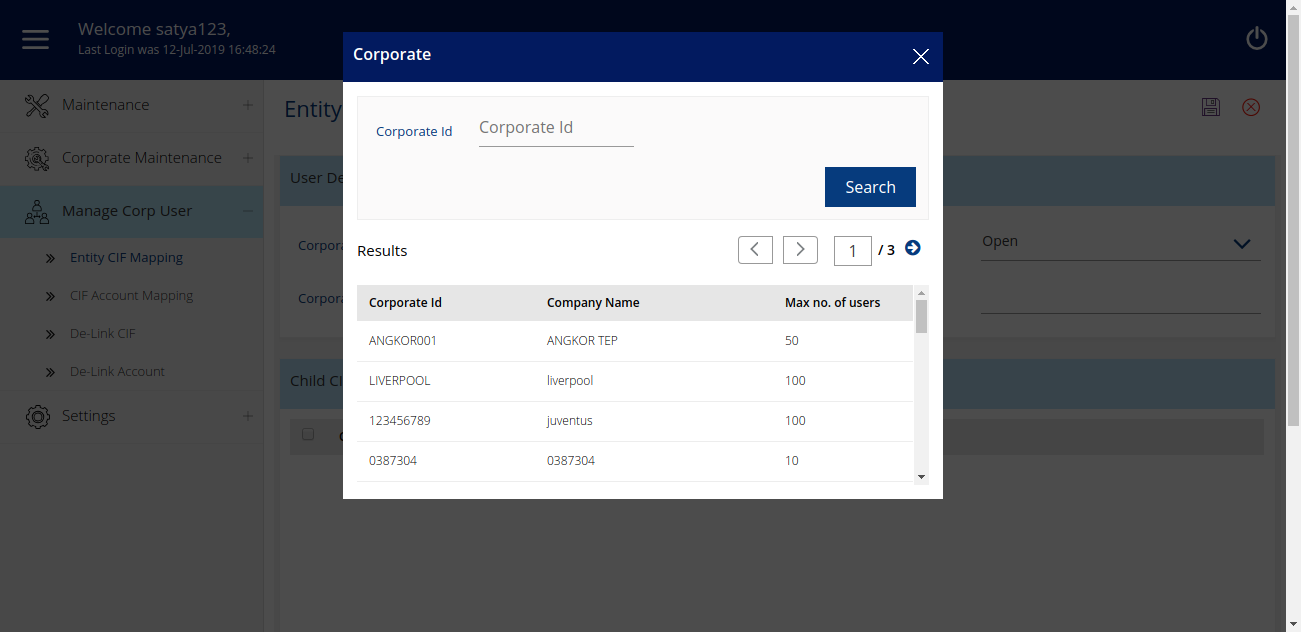 Welcome satya123,
Last Login was 12-Jul-2019 16:48:24
Maintenance
Corporate Maintenance
Manage Corp User
Entity CIF Mapping
CIF Account Mapping
De-Link CIF
De-Link Account
Settings
Entity
User De
Corpora
Open
Corpora
Child CI
Corporate
Corporate Id
Corporate Id
Search
Results
1 / 3
Corporate Id Company Name Max no. of users
ANGKOR001 ANGKOR TEP 50
LIVERPOOL liverpool 100
123456789 juventus 100
0387304 0387304 10